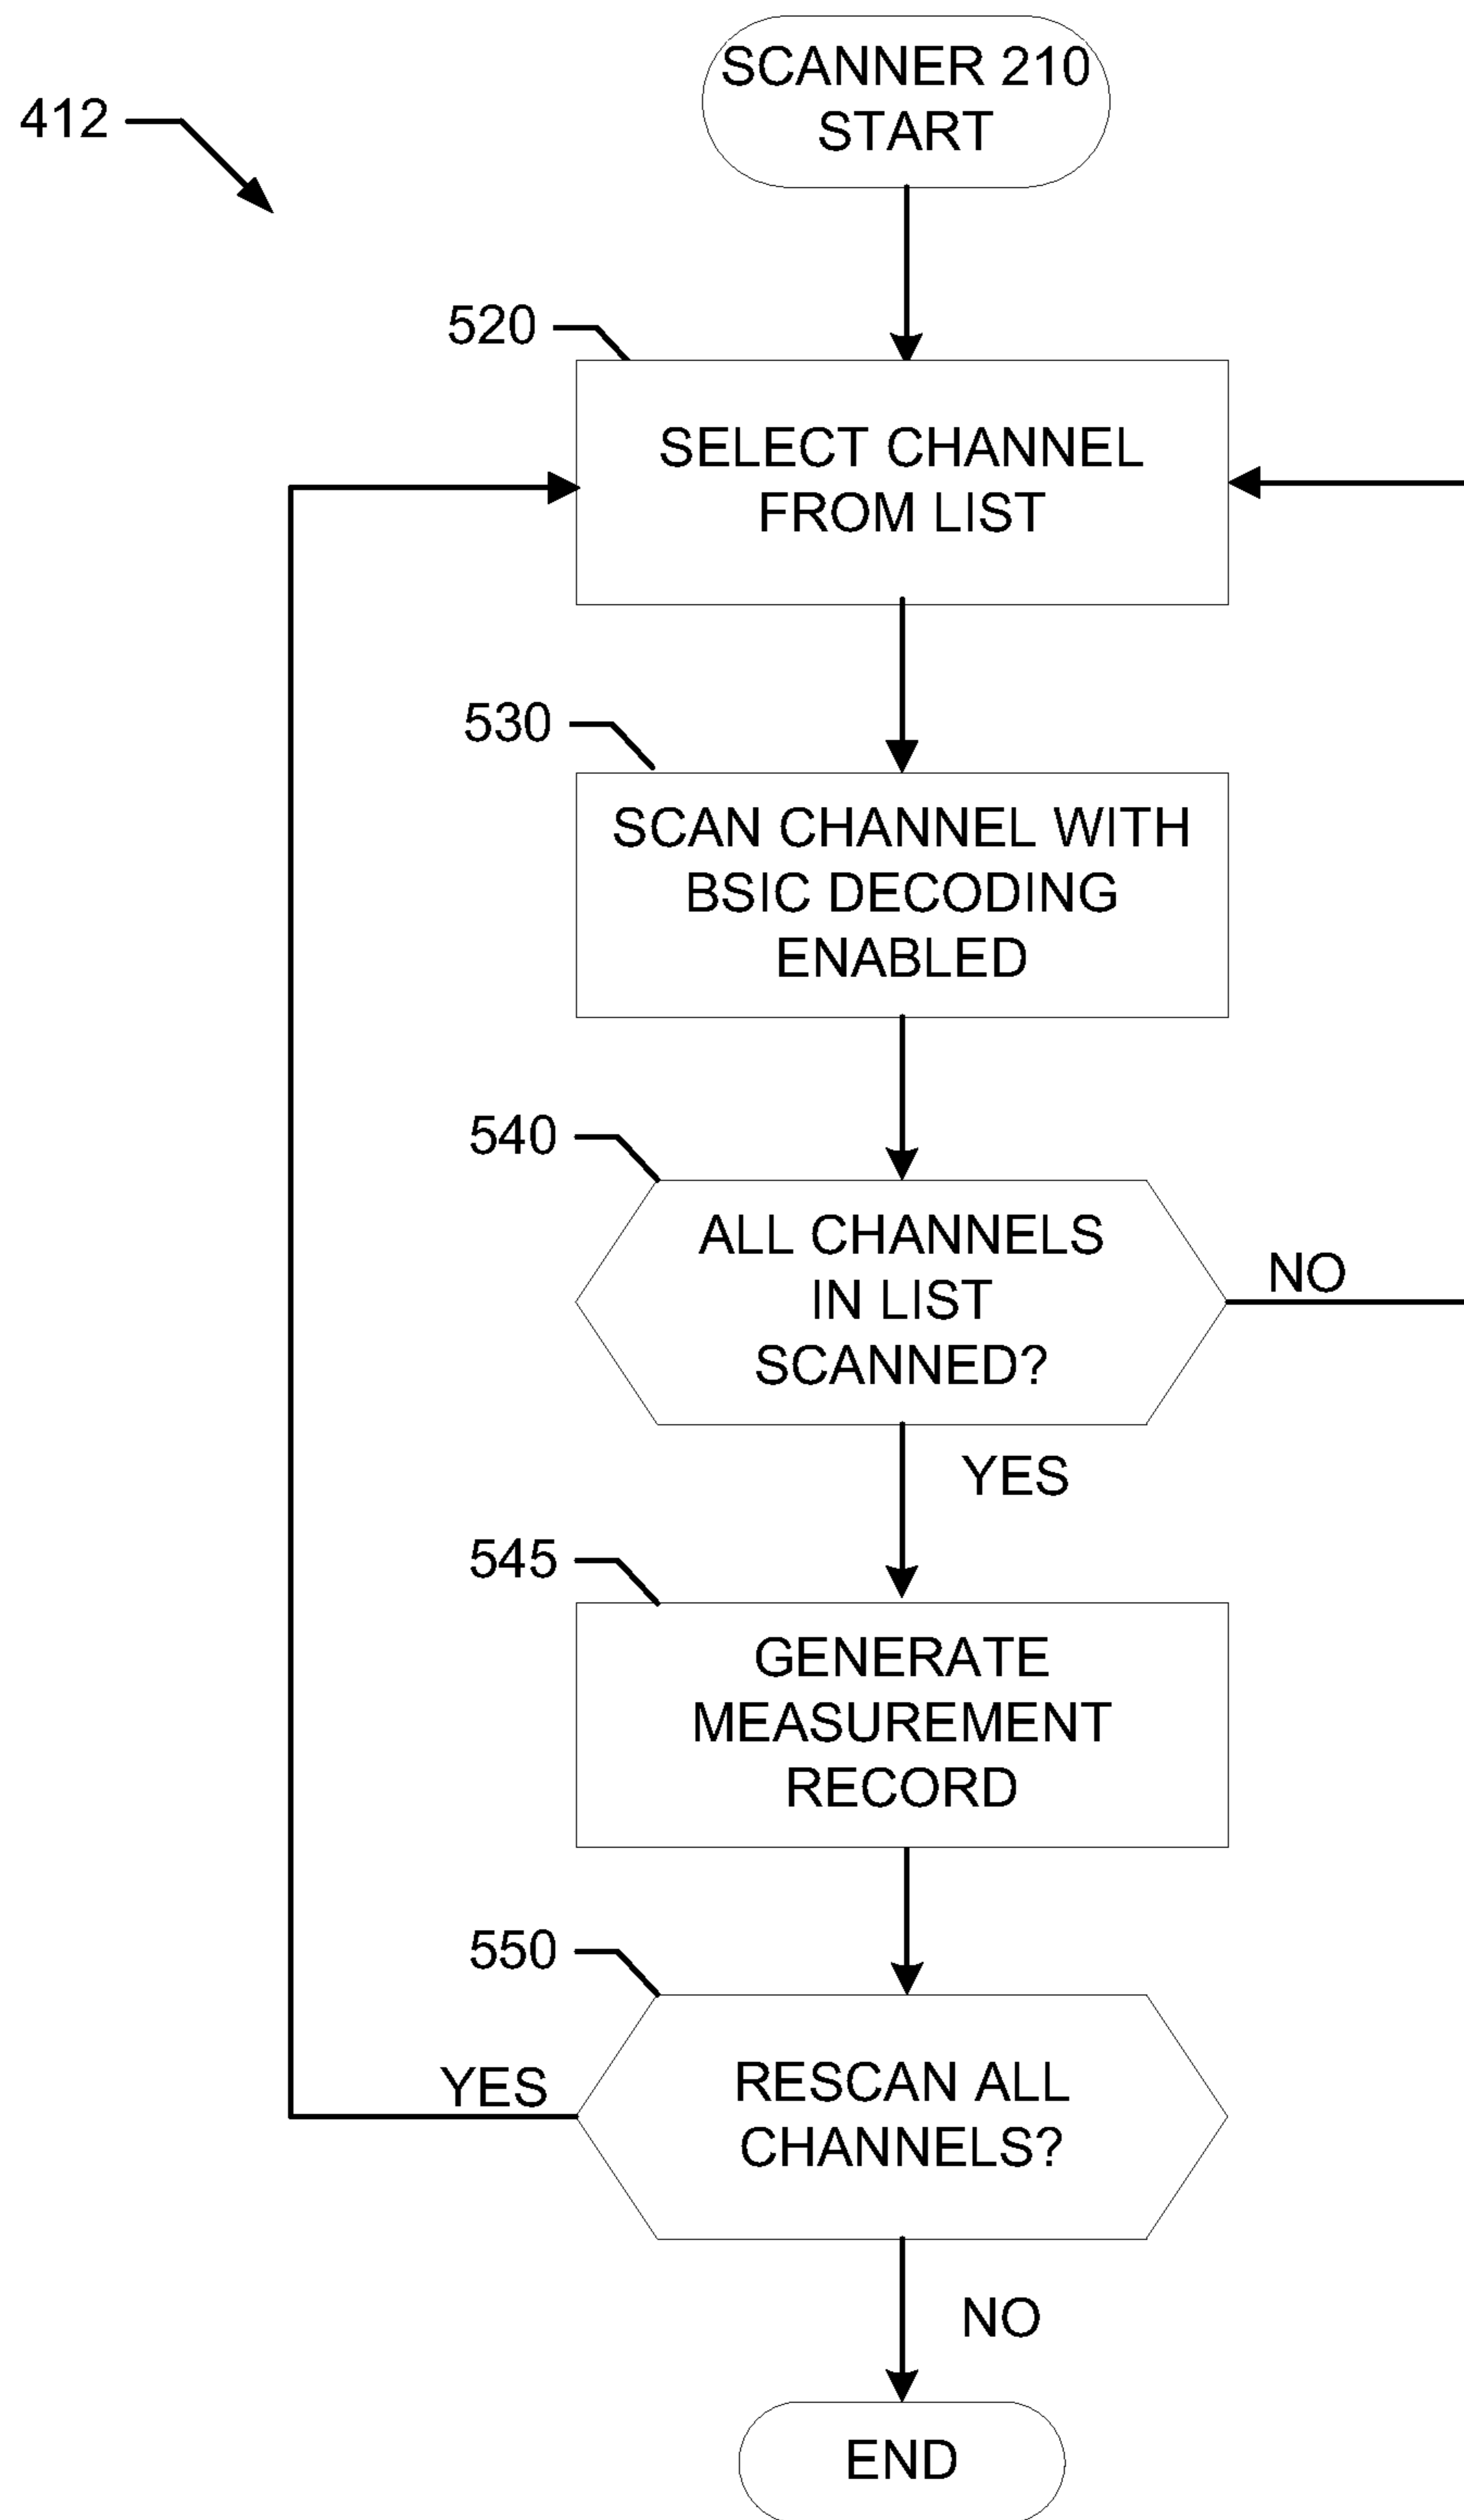 SCANNER 210
START
412
520
SELECT CHANNEL
FROM LIST
530
SCAN CHANNEL WITH
BSIC DECODING
ENABLED
540
ALL CHANNELS
IN LIST
SCANNED?
NO
YES
545
GENERATE
MEASUREMENT
RECORD
550
YES
RESCAN ALL
CHANNELS?
NO
END